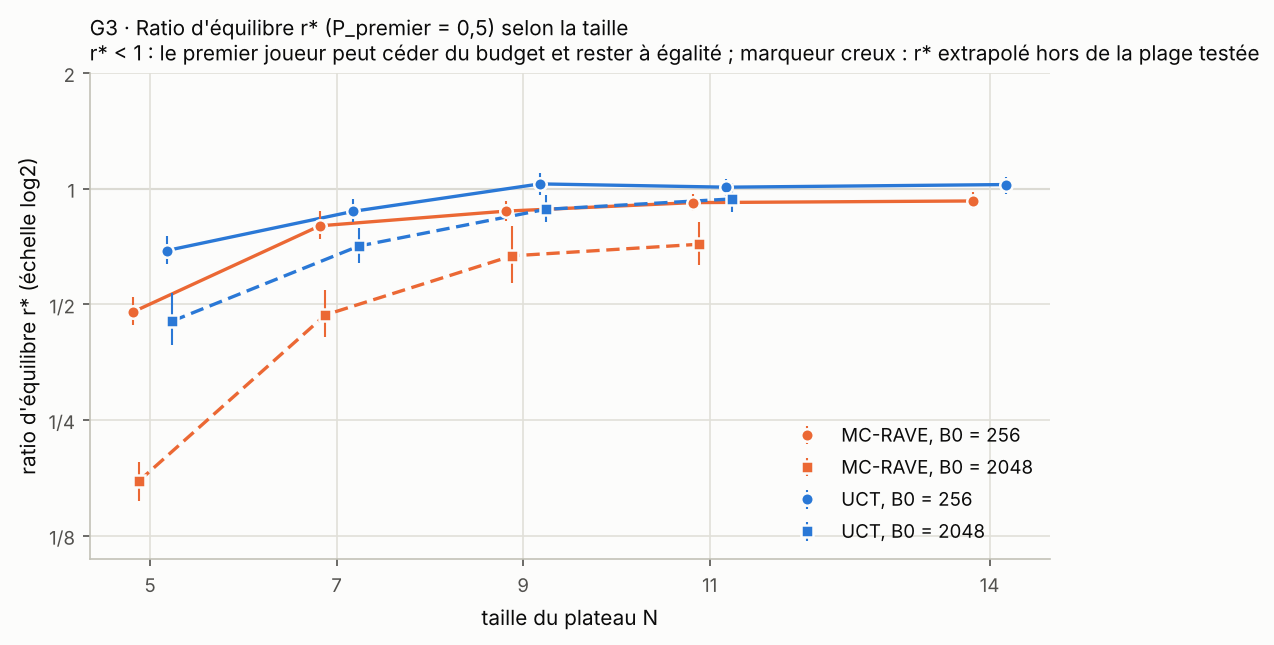 G3 · Ratio d'équilibre r* (P_premier = 0,5) selon la taille
r* < 1 : le premier joueur peut céder du budget et rester à égalité ; marqueur creux : r* extrapolé hors de la plage testée
ratio d'équilibre r* (échelle log2)
2
1
1/2
1/4
1/8
MC-RAVE, B0 = 256
MC-RAVE, B0 = 2048
UCT, B0 = 256
UCT, B0 = 2048
5 7 9 11 14
taille du plateau N